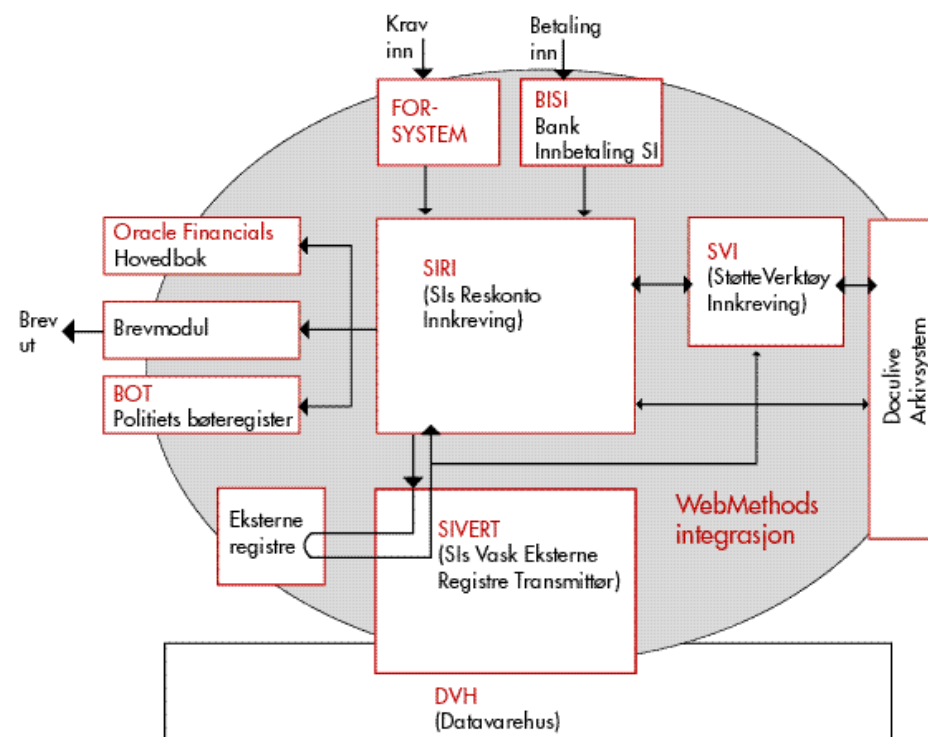 Krav
inn
Betaling
inn
FOR-
SYSTEM
BISI
Bank
Innbetaling SI
Oracle Financials
Hovedbok
SIRI
(SIs Reskonto
Innkreving)
SVI
(StøtteVerktøy
Innkreving)
Brev
ut
Brevmodul
BOT
Politiets bøteregister
Doculive
Arkivsystem
Eksterne
registre
SIVERT
(SIs Vask Eksterne
Registre Transmittør)
WebMethods
integrasjon
DVH
(Datavarehus)